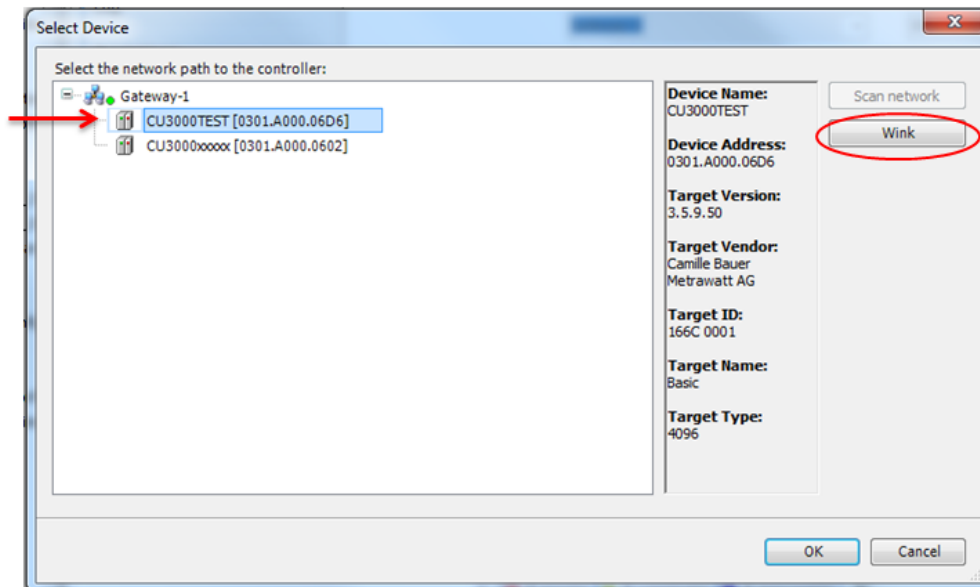 Select Device
Select the network path to the controller:
Gateway-1
CU3000TEST [0301.A000.06D6]
CU3000xxxxx [0301.A000.0602]
Device Name:
CU3000TEST
Device Address:
0301.A000.06D6
Target Version:
3.5.9.50
Target Vendor:
Camille Bauer
Metrawatt AG
Target ID:
166C 0001
Target Name:
Basic
Target Type:
4096
Scan network
Wink
OK
Cancel